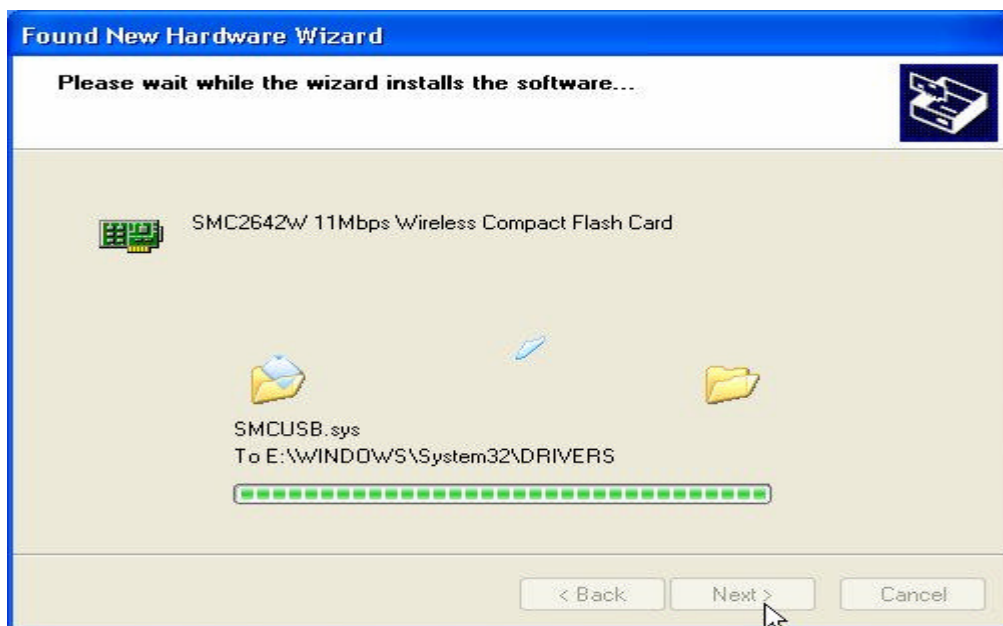 Found New Hardware Wizard
Please wait while the wizard installs the software...
SMC2642W 11Mbps Wireless Compact Flash Card
SMCUSB.sys
To E:\WINDOWS\System32\DRIVERS
< Back Next > Cancel